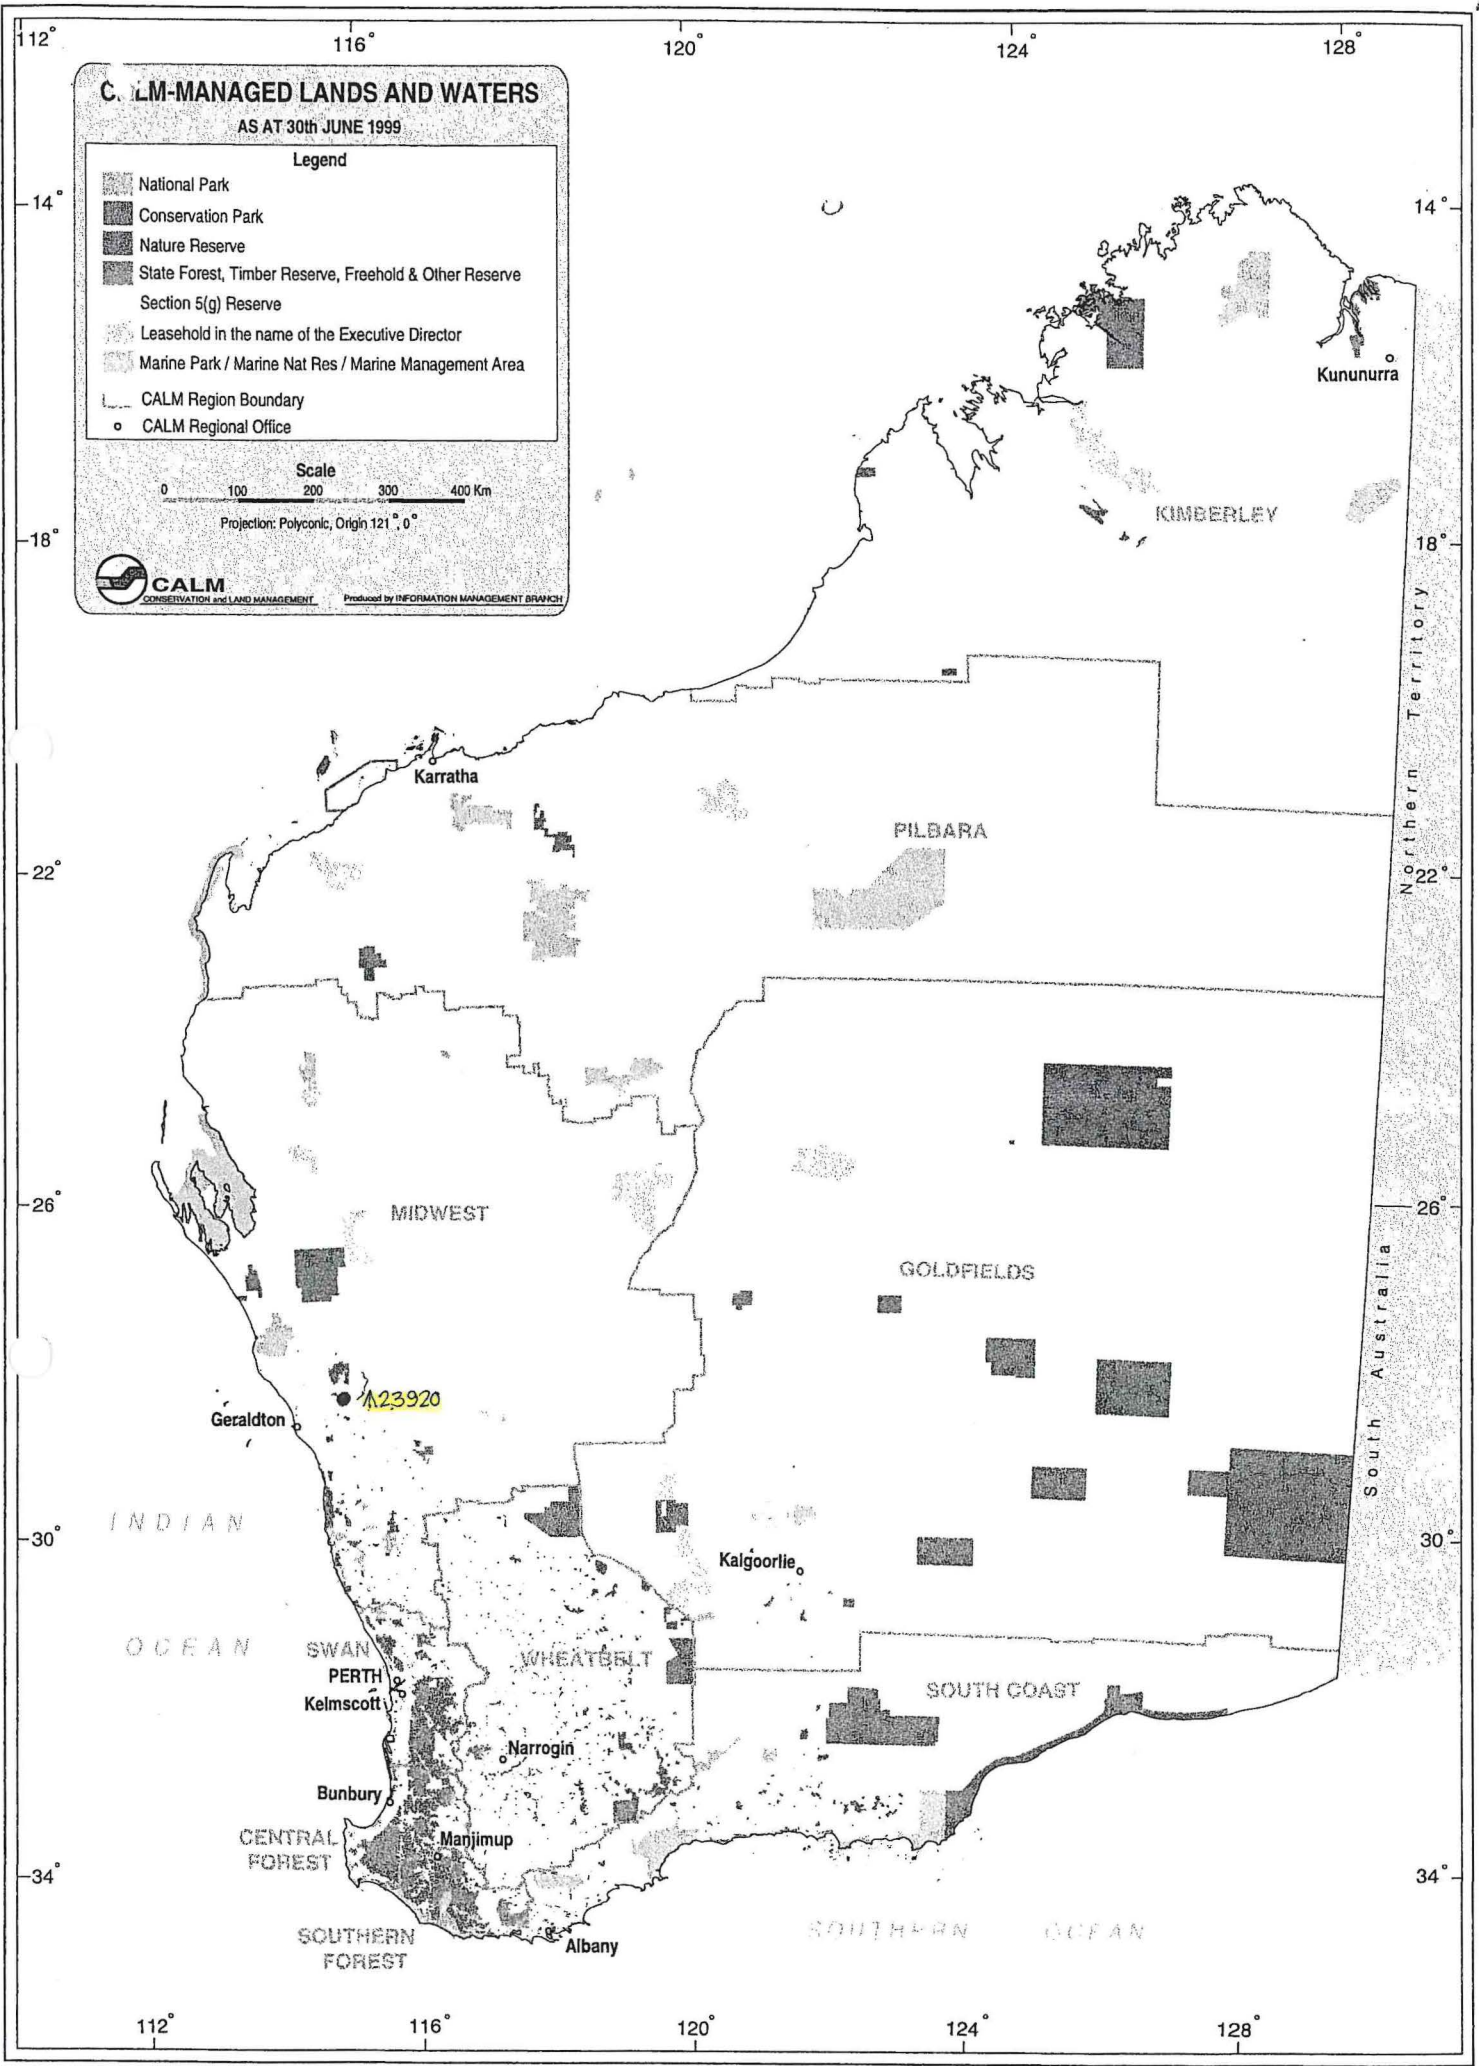 112° 116° 120° 124° 128°
C. LM-MANAGED LANDS AND WATERS
AS AT 30th JUNE 1999
Legend
National Park
Conservation Park
Nature Reserve
State Forest, Timber Reserve, Freehold & Other Reserve
Section 5(g) Reserve
Leasehold in the name of the Executive Director
Marine Park / Marine Nat Res / Marine Management Area
CALM Region Boundary
CALM Regional Office
Scale
0 100 200 300 400 Km
Projection: Polyconic, Origin 121°, 0°
CALM
CONSERVATION and LAND MANAGEMENT Produced by INFORMATION MANAGEMENT BRANCH
14° 14°
Kununurra
KIMBERLEY
18° 18°
Northern Territory
Karratha
PILBARA
22° 22°
26° 26°
MIDWEST
GOLDFIELDS
South Australia
23920
Geraldton
INDIAN
30° 30°
Kalgoorlie
OCEAN
SWAN
WHEATBELT
PERTH
Kelmscott
SOUTH COAST
Narrogin
Bunbury
CENTRAL
FOREST
Manjimup
34° 34°
SOUTHERN OCEAN
SOUTHERN
FOREST
Albany
112° 116° 120° 124° 128°